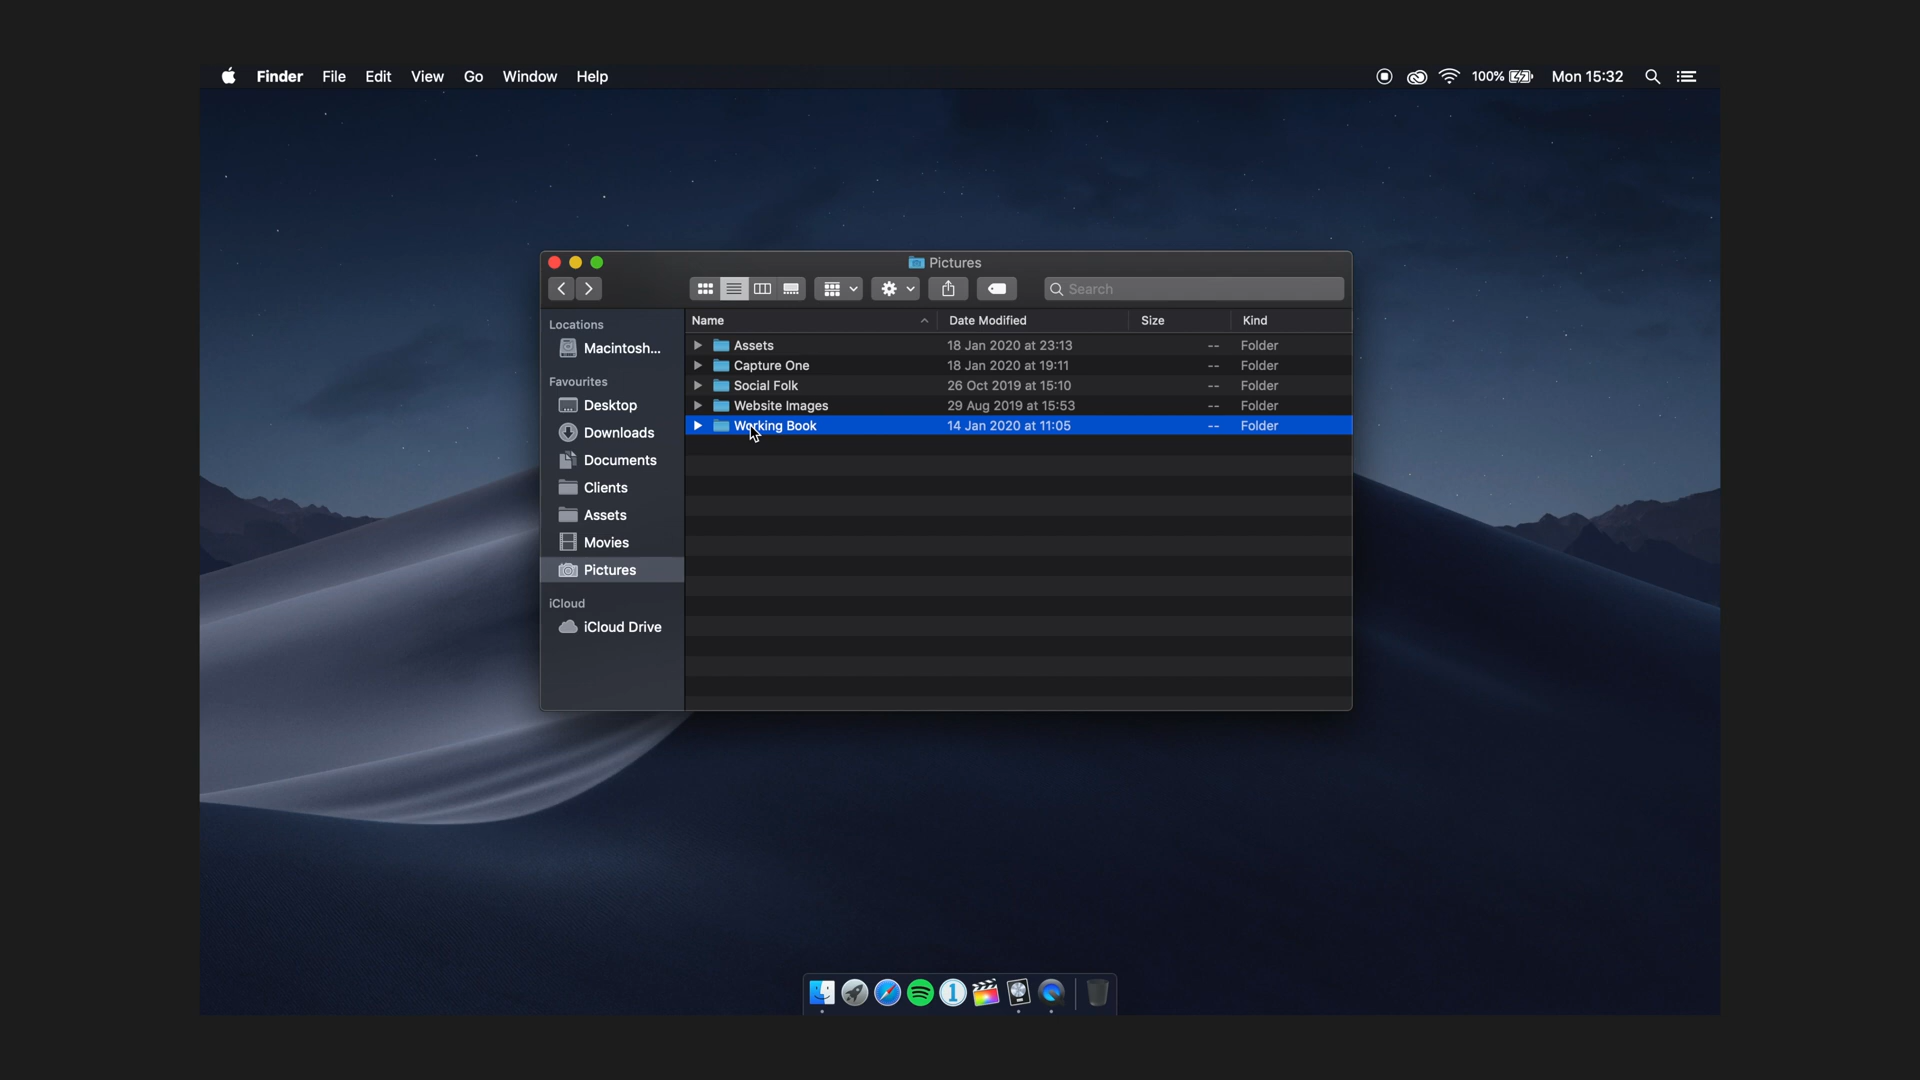 Finder File Edit View Go Window Help 100% Mon 15:32
Pictures
Search
Locations
Macintosh...
Favourites
Desktop
Downloads
Documents
Clients
Assets
Movies
Pictures
iCloud
iCloud Drive
Name Date Modified Size Kind
Assets 18 Jan 2020 at 23:13 -- Folder
Capture One 18 Jan 2020 at 19:11 -- Folder
Social Folk 26 Oct 2019 at 15:10 -- Folder
Website Images 29 Aug 2019 at 15:53 -- Folder
Working Book 14 Jan 2020 at 11:05 -- Folder
1